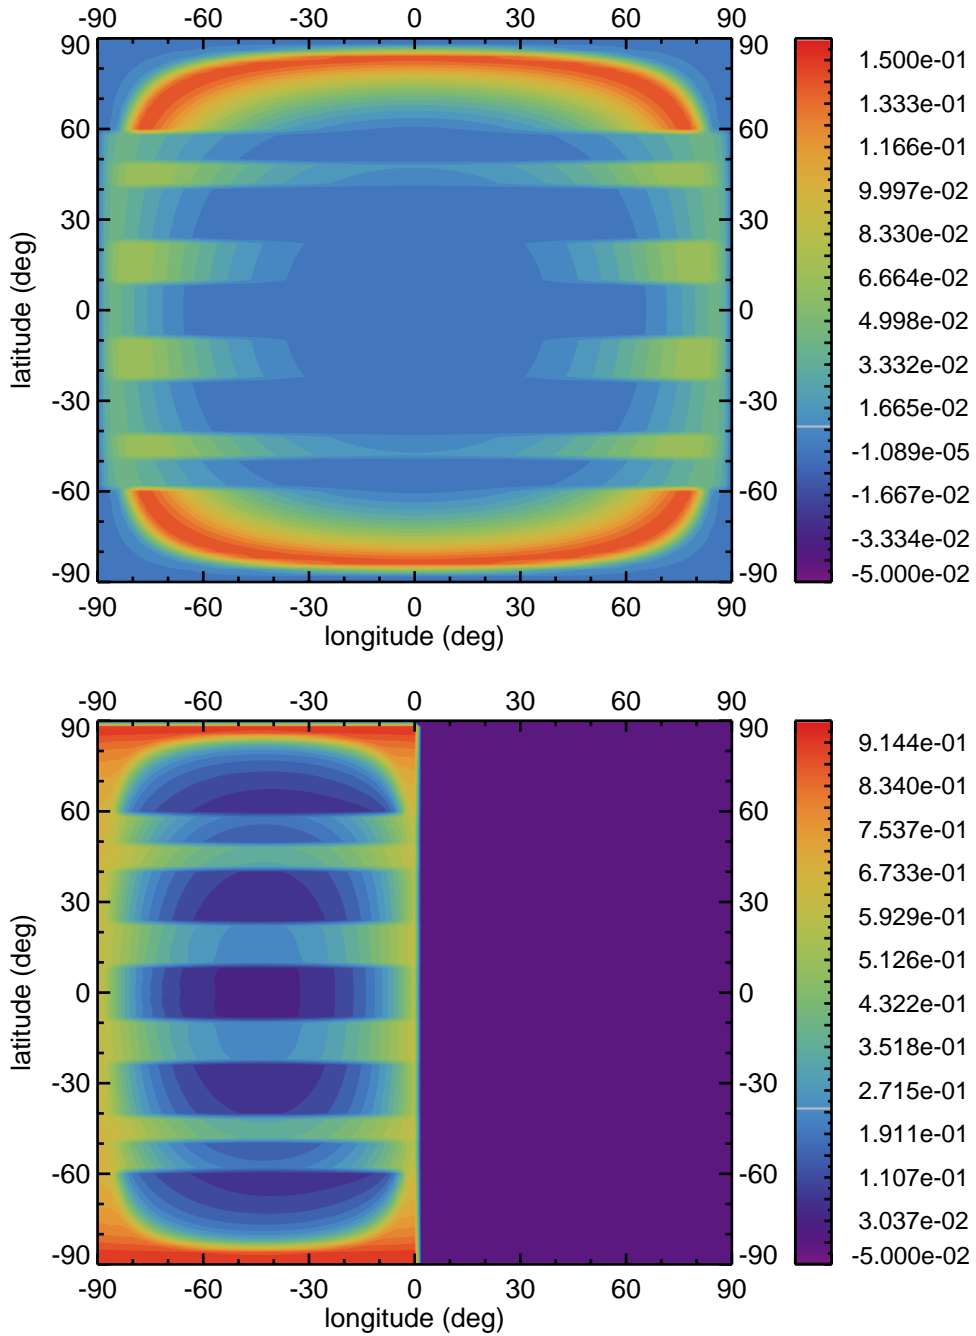 -90 -60 -30 0 30 60 90
90 90
60 60
30 30
0 0
-30 -30
-60 -60
-90 -90
latitude (deg)
-90 -60 -30 0 30 60 90
longitude (deg)
1.500e-01
1.333e-01
1.166e-01
9.997e-02
8.330e-02
6.664e-02
4.998e-02
3.332e-02
1.665e-02
-1.089e-05
-1.667e-02
-3.334e-02
-5.000e-02
-90 -60 -30 0 30 60 90
90 90
60 60
30 30
0 0
-30 -30
-60 -60
-90 -90
latitude (deg)
-90 -60 -30 0 30 60 90
longitude (deg)
9.144e-01
8.340e-01
7.537e-01
6.733e-01
5.929e-01
5.126e-01
4.322e-01
3.518e-01
2.715e-01
1.911e-01
1.107e-01
3.037e-02
-5.000e-02